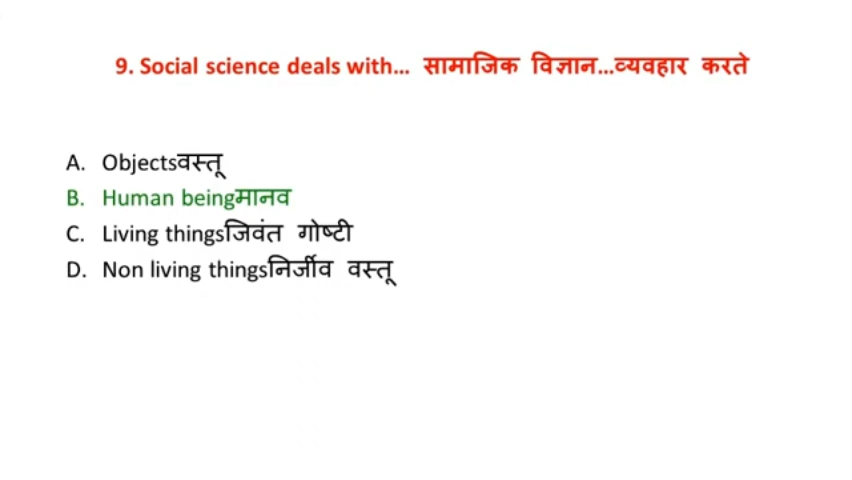 9. Social science deals with... सामाजिक विज्ञान...व्यवहार करते
A. Objectsवस्तू
B. Human beingमानव
C. Living thingsजिवंत गोष्टी
D. Non living thingsनिर्जीव वस्तू